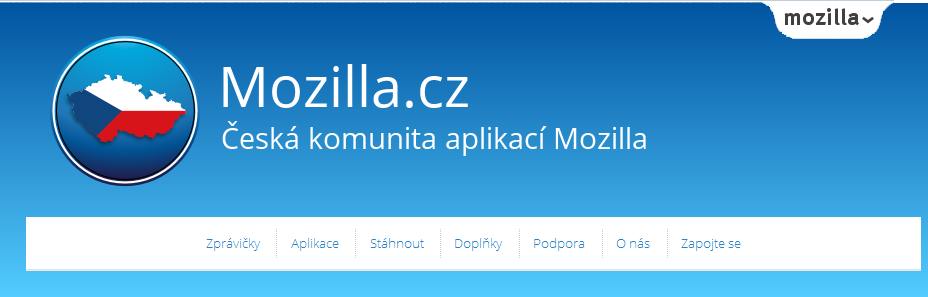 mozilla
Mozilla.cz
Česká komunita aplikací Mozilla
Zprávičky Aplikace Stáhnout Doplňky Podpora O nás Zapojte se